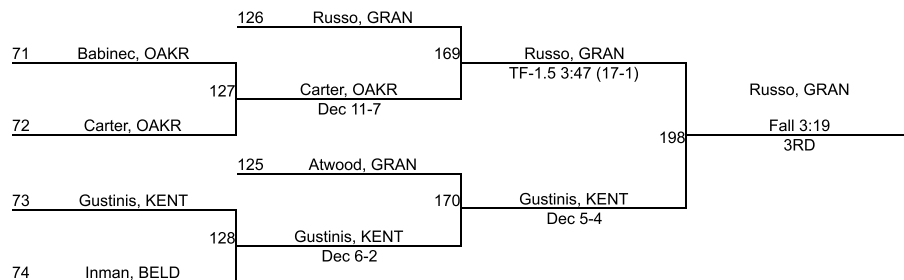 126 Russo, GRAN
71 Babinec, OAKR
169 Russo, GRAN
TF-1.5 3:47 (17-1)
127 Carter, OAKR
Dec 11-7
Russo, GRAN
72 Carter, OAKR
198 Fall 3:19
3RD
125 Atwood, GRAN
73 Gustinis, KENT
170 Gustinis, KENT
Dec 5-4
128 Gustinis, KENT
Dec 6-2
74 Inman, BELD